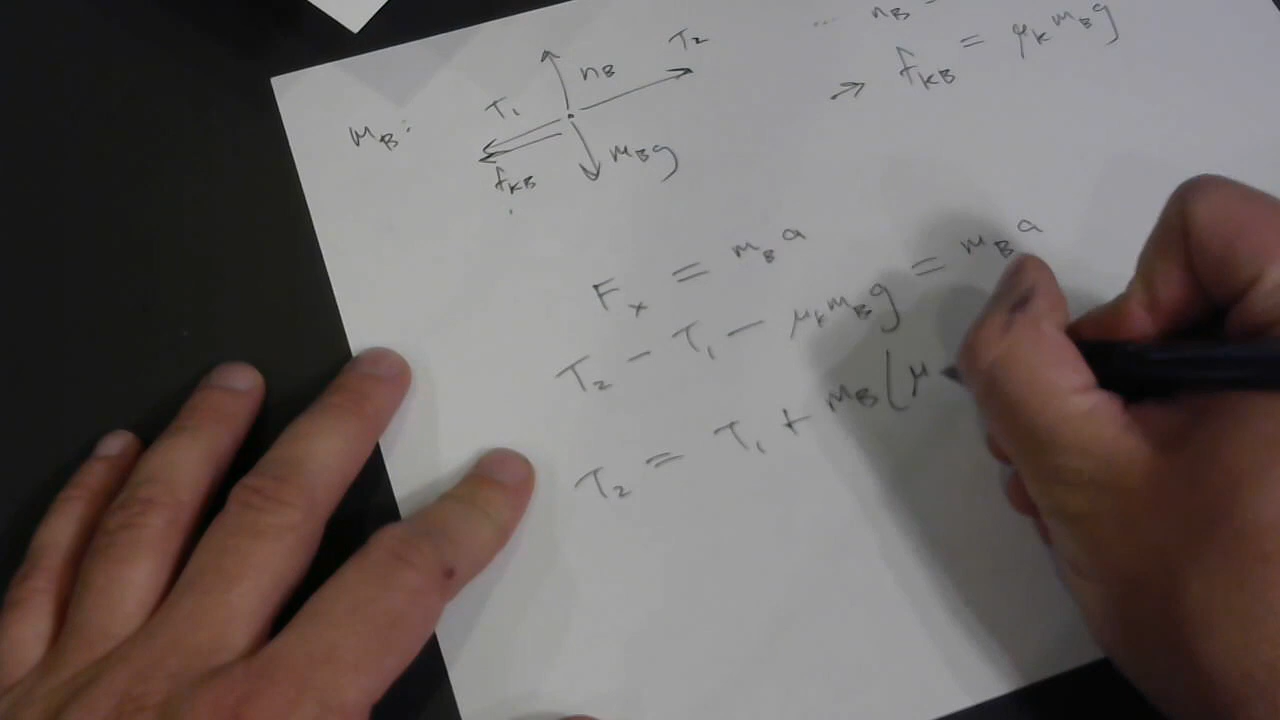 n_B =
⇒ f_kB = μ_k m_B g
n_B
T_2
T_1
m_B:
m_B g
f_kB
F_x = m_B a
T_2 - T_1 - μ_k m_B g = m_B a
T_2 = T_1 + m_B(μ